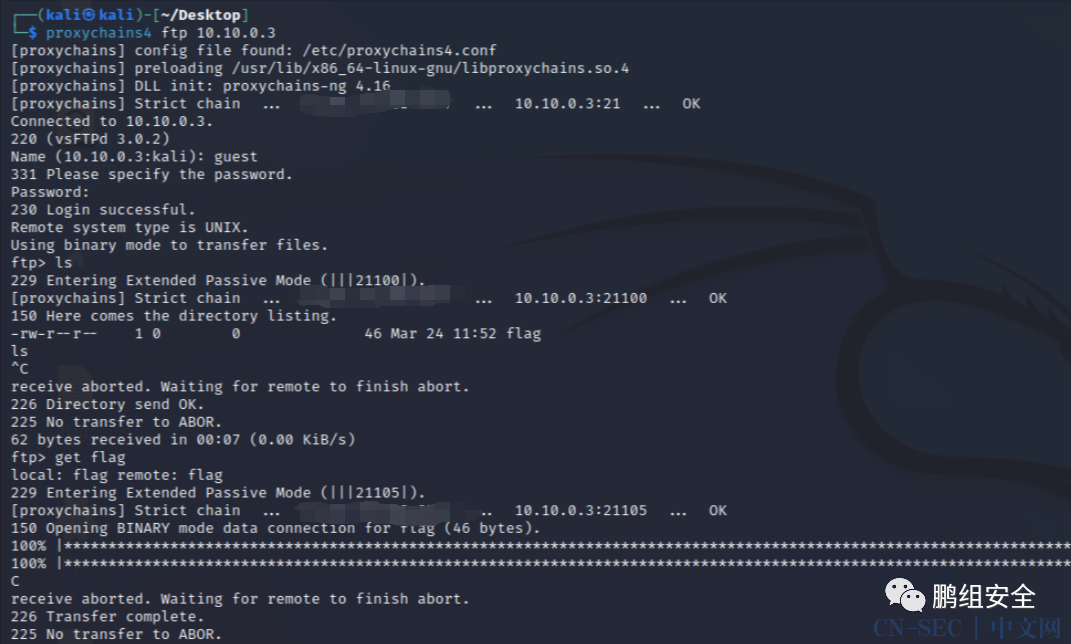 ┌──(kali㉿kali)-[~/Desktop]
└─$ proxychains4 ftp 10.10.0.3
[proxychains] config file found: /etc/proxychains4.conf
[proxychains] preloading /usr/lib/x86_64-linux-gnu/libproxychains.so.4
[proxychains] DLL init: proxychains-ng 4.16
[proxychains] Strict chain ... ... 10.10.0.3:21 ... OK
Connected to 10.10.0.3.
220 (vsFTPd 3.0.2)
Name (10.10.0.3:kali): guest
331 Please specify the password.
Password:
230 Login successful.
Remote system type is UNIX.
Using binary mode to transfer files.
ftp> ls
229 Entering Extended Passive Mode (|||21100|).
[proxychains] Strict chain ... ... 10.10.0.3:21100 ... OK
150 Here comes the directory listing.
-rw-r--r-- 1 0 0 46 Mar 24 11:52 flag
ls
^C
receive aborted. Waiting for remote to finish abort.
226 Directory send OK.
225 No transfer to ABOR.
62 bytes received in 00:07 (0.00 KiB/s)
ftp> get flag
local: flag remote: flag
229 Entering Extended Passive Mode (|||21105|).
[proxychains] Strict chain ... .. 10.10.0.3:21105 ... OK
150 Opening BINARY mode data connection for flag (46 bytes).
100% |*******************************************************************************************************************
100% |*******************************************************************************************************************
C
receive aborted. Waiting for remote to finish abort.
226 Transfer complete.
225 No transfer to ABOR.
鹏组安全
CN-SEC | 中文网